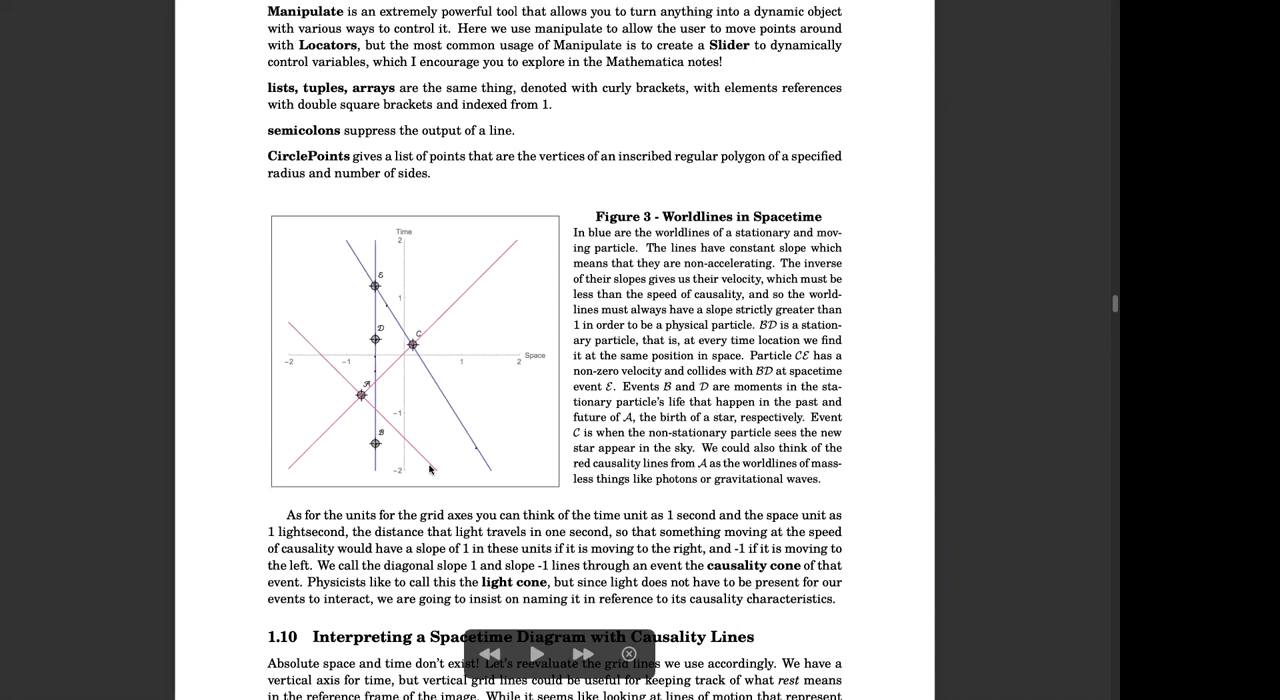 Manipulate is an extremely powerful tool that allows you to turn anything into a dynamic object
with various ways to control it. Here we use manipulate to allow the user to move points around
with Locators, but the most common usage of Manipulate is to create a Slider to dynamically
control variables, which I encourage you to explore in the Mathematica notes!
lists, tuples, arrays are the same thing, denoted with curly brackets, with elements references
with double square brackets and indexed from 1.
semicolons suppress the output of a line.
CirclePoints gives a list of points that are the vertices of an inscribed regular polygon of a specified
radius and number of sides.
Time
2
ℰ
1
𝒟
C
Space
-2
-1
1
2
𝒜
-1
ℬ
-2
Figure 3 - Worldlines in Spacetime
In blue are the worldlines of a stationary and mov-
ing particle. The lines have constant slope which
means that they are non-accelerating. The inverse
of their slopes gives us their velocity, which must be
less than the speed of causality, and so the world-
lines must always have a slope strictly greater than
1 in order to be a physical particle. ℬ𝒟 is a station-
ary particle, that is, at every time location we find
it at the same position in space. Particle 𝒞ℰ has a
non-zero velocity and collides with ℬ𝒟 at spacetime
event ℰ. Events ℬ and 𝒟 are moments in the sta-
tionary particle's life that happen in the past and
future of 𝒜, the birth of a star, respectively. Event
𝒞 is when the non-stationary particle sees the new
star appear in the sky. We could also think of the
red causality lines from 𝒜 as the worldlines of mass-
less things like photons or gravitational waves.
As for the units for the grid axes you can think of the time unit as 1 second and the space unit as
1 lightsecond, the distance that light travels in one second, so that something moving at the speed
of causality would have a slope of 1 in these units if it is moving to the right, and -1 if it is moving to
the left. We call the diagonal slope 1 and slope -1 lines through an event the causality cone of that
event. Physicists like to call this the light cone, but since light does not have to be present for our
events to interact, we are going to insist on naming it in reference to its causality characteristics.
1.10 Interpreting a Spacetime Diagram with Causality Lines
Absolute space and time don't exist! Let's reevaluate the grid lines we use accordingly. We have a
vertical axis for time, but vertical grid lines could be useful for keeping track of what rest means
in the reference frame of the image. While it seems like looking at lines of motion that represent